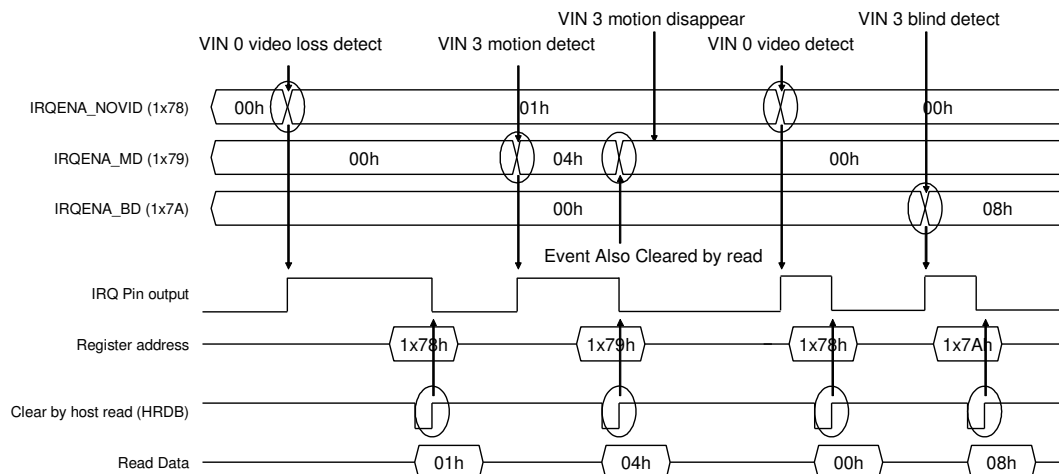 VIN 3 motion disappear
VIN 3 blind detect
VIN 0 video loss detect
VIN 3 motion detect
VIN 0 video detect
IRQENA_NOVID (1x78)
00h
01h
00h
IRQENA_MD (1x79)
00h
04h
00h
IRQENA_BD (1x7A)
00h
08h
Event Also Cleared by read
IRQ Pin output
Register address
1x78h
1x79h
1x78h
1x7Ah
Clear by host read (HRDB)
Read Data
01h
04h
00h
08h